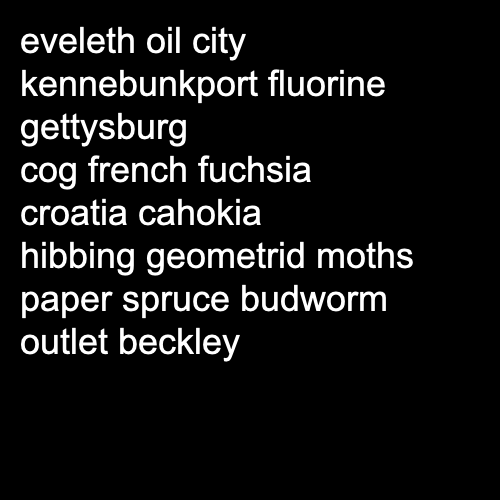 eveleth oil city
kennebunkport fluorine
gettysburg
cog french fuchsia
croatia cahokia
hibbing geometrid moths
paper spruce budworm
outlet beckley